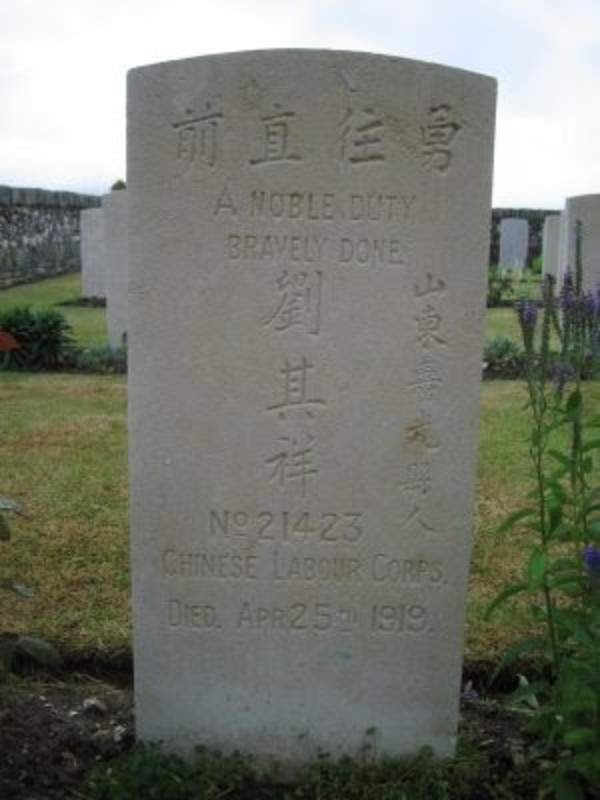 勇往直前
A NOBLE DUTY
BRAVELY DONE
山東壽光縣人
劉其祥
No 21423
CHINESE LABOUR CORPS.
DIED. APR 25TH 1919.